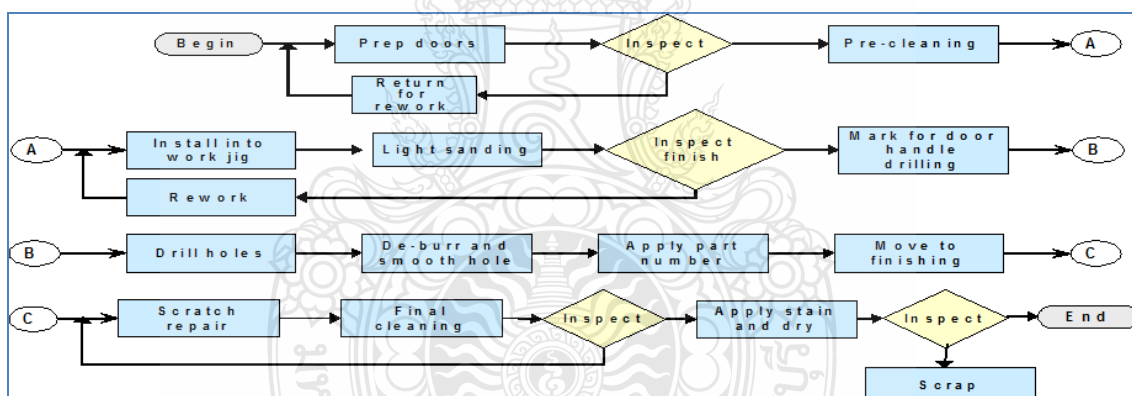 Begin
Prep doors
Inspect
Pre-cleaning
A
Return
for
rework
A
Install into
work jig
Light sanding
Inspect
finish
Mark for door
handle
drilling
B
Rework
B
Drill holes
De-burr and
smooth hole
Apply part
number
Move to
finishing
C
C
Scratch
repair
Final
cleaning
Inspect
Apply stain
and dry
Inspect
End
Scrap